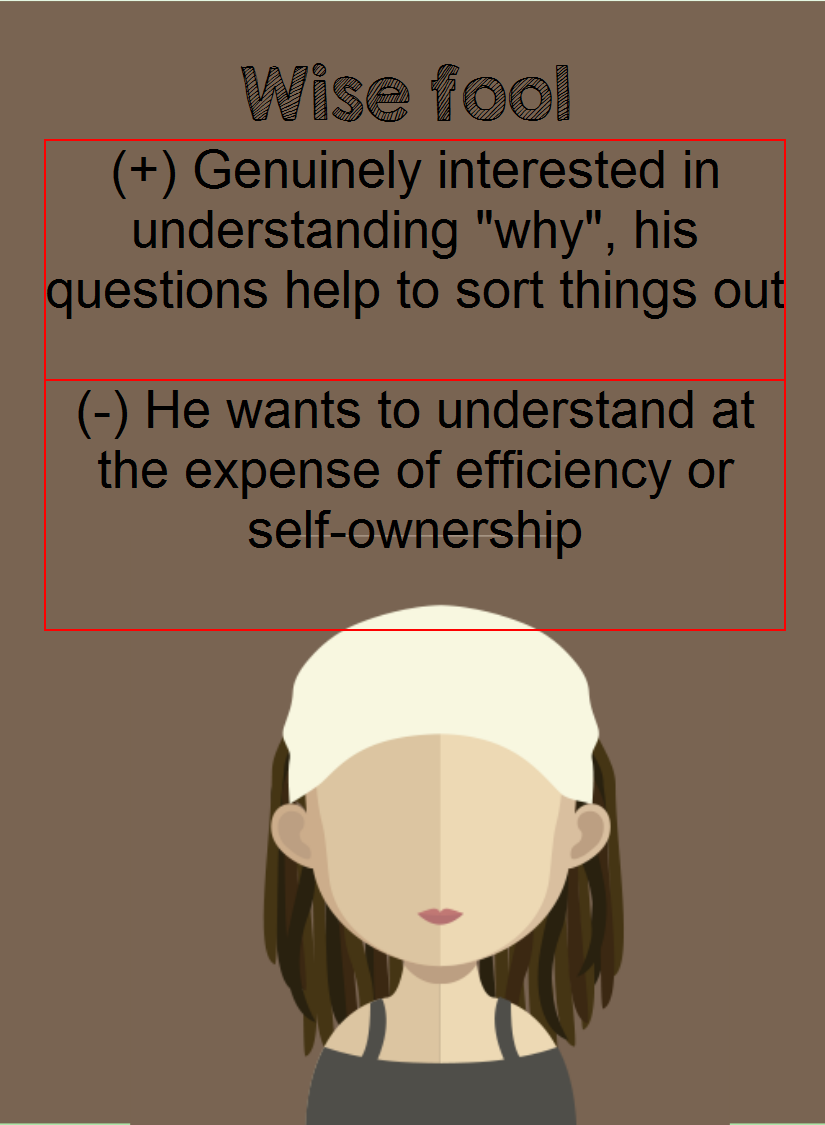 Wise fool
(+) Genuinely interested in
understanding "why", his
questions help to sort things out
(-) He wants to understand at
the expense of efficiency or
self-ownership